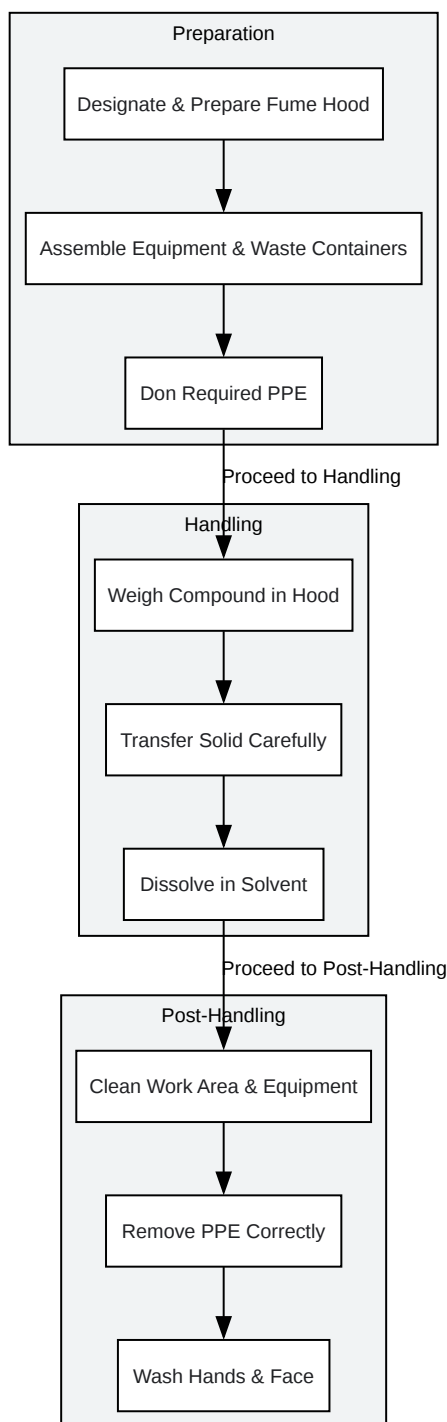 Preparation
Designate & Prepare Fume Hood
Assemble Equipment & Waste Containers
Don Required PPE
Proceed to Handling
Handling
Weigh Compound in Hood
Transfer Solid Carefully
Dissolve in Solvent
Proceed to Post-Handling
Post-Handling
Clean Work Area & Equipment
Remove PPE Correctly
Wash Hands & Face